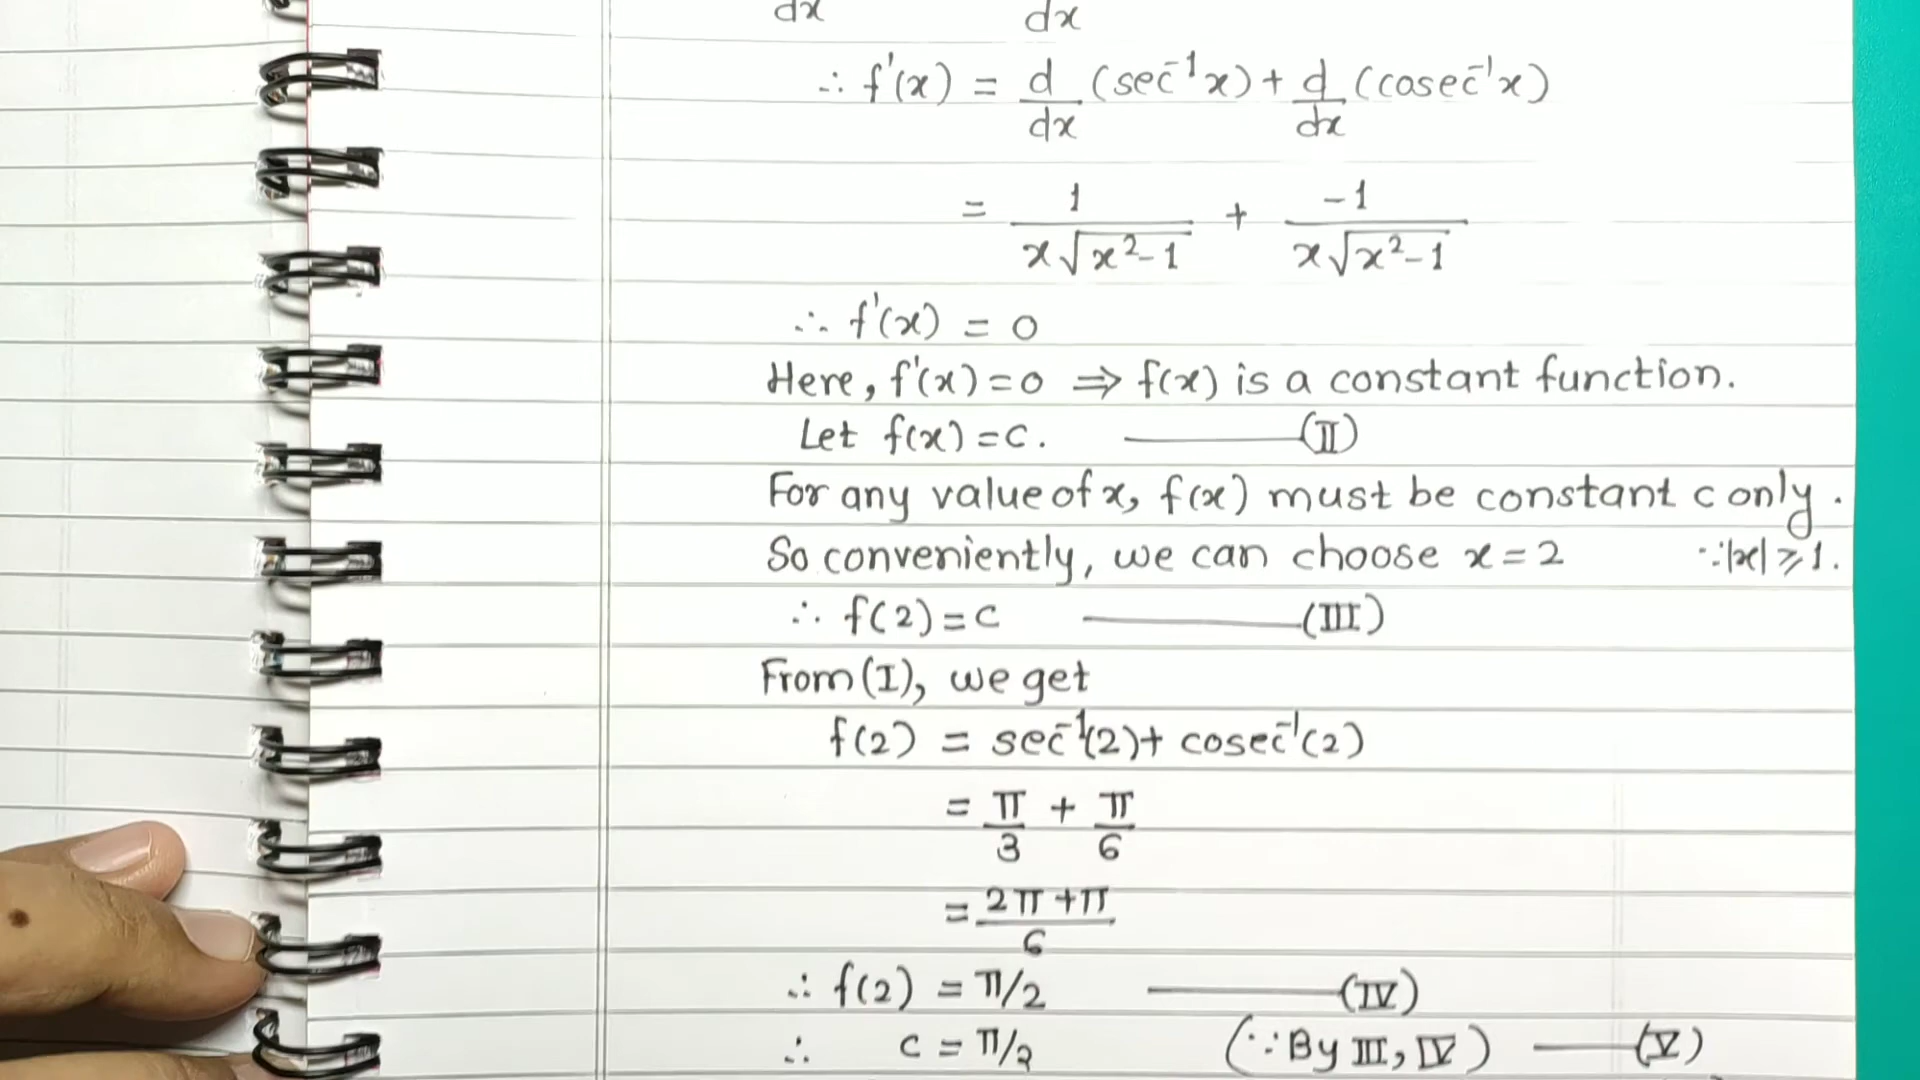 dx dx
∴ f'(x) = d/dx (sec⁻¹x) + d/dx (cosec⁻¹x)
= 1/(x√(x²-1)) + -1/(x√(x²-1))
∴ f'(x) = 0
Here, f'(x) = 0 ⇒ f(x) is a constant function.
Let f(x) = c. ——— (II)
For any value of x, f(x) must be constant c only.
So conveniently, we can choose x = 2 ∵ |x| ⩾ 1.
∴ f(2) = c ——— (III)
From (I), we get
f(2) = sec⁻¹(2) + cosec⁻¹(2)
= π/3 + π/6
= (2π + π)/6
∴ f(2) = π/2 ——— (IV)
∴ c = π/2 (∵ By III, IV) ——— (V)